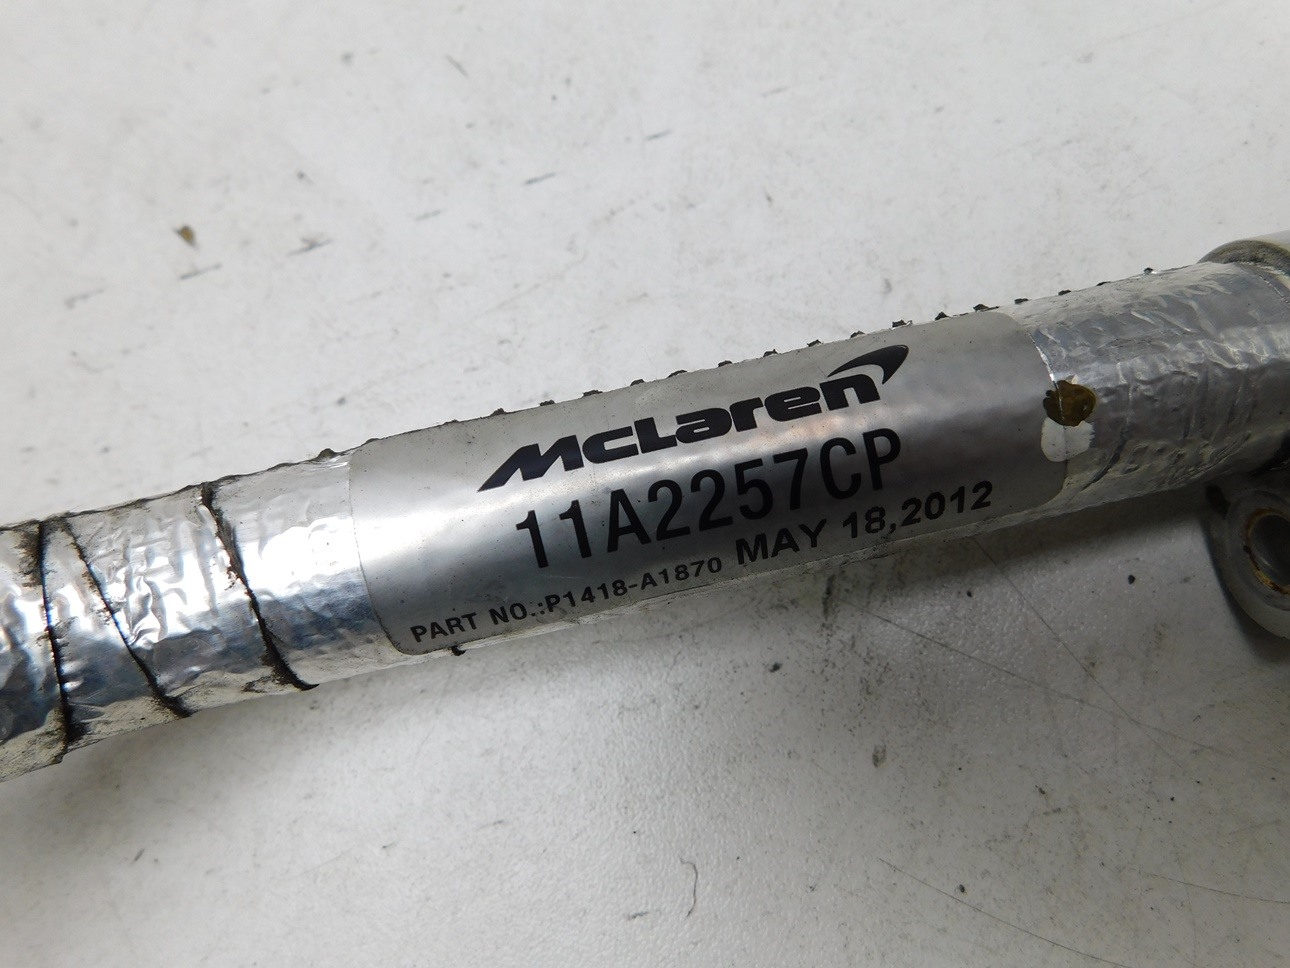 McLaren
11A2257CP
PART NO.:P1418-A1870 MAY 18,2012